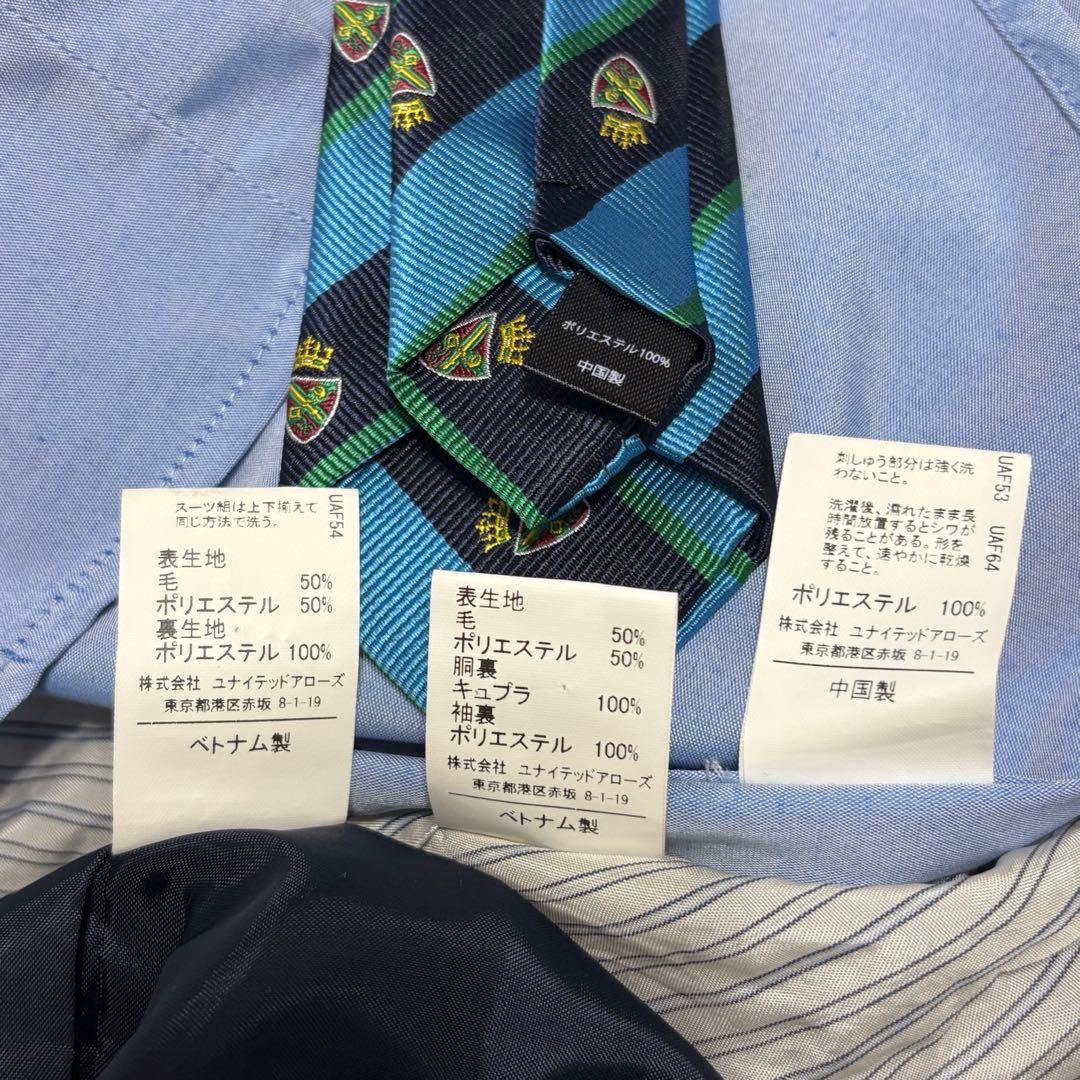 ポリエステル100%
中国製
スーツ組は上下揃えて
同じ方法で洗う。
UAF54
表生地
毛 50%
ポリエステル 50%
裏生地
ポリエステル 100%
株式会社 ユナイテッドアローズ
東京都港区赤坂 8-1-19
ベトナム製
表生地
毛 50%
ポリエステル 50%
胴裏
キュプラ 100%
袖裏
ポリエステル 100%
株式会社 ユナイテッドアローズ
東京都港区赤坂 8-1-19
ベトナム製
刺しゅう部分は強く洗
わないこと。
洗濯後、濡れたまま長
時間放置するとシワが
残ることがある。形を
整えて、速やかに乾燥
すること。
UAF53 UAF64
ポリエステル 100%
株式会社 ユナイテッドアローズ
東京都港区赤坂 8-1-19
中国製